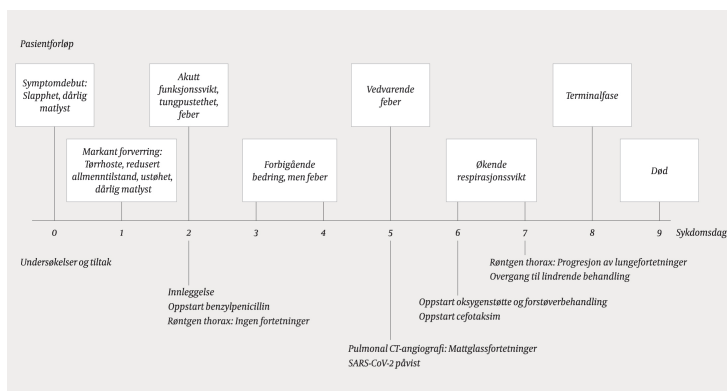 Pasientforløp
Symptomdebut:
Slapphet, dårlig
matlyst
Akutt
funksjonssvikt,
tungpustethet,
feber
Vedvarende
feber
Terminalfase
Markant forverring:
Tørrhoste, redusert
allmenntilstand, ustøhet,
dårlig matlyst
Forbigående
bedring, men feber
Økende
respirasjonssvikt
Død
0 1 2 3 4 5 6 7 8 9 Sykdomsdag
Undersøkelser og tiltak
Røntgen thorax: Progresjon av lungefortetninger
Overgang til lindrende behandling
Innleggelse
Oppstart benzylpenicillin
Røntgen thorax: Ingen fortetninger
Oppstart oksygenstøtte og forstøverbehandling
Oppstart cefotaksim
Pulmonal CT-angiografi: Mattglassfortetninger
SARS-CoV-2 påvist